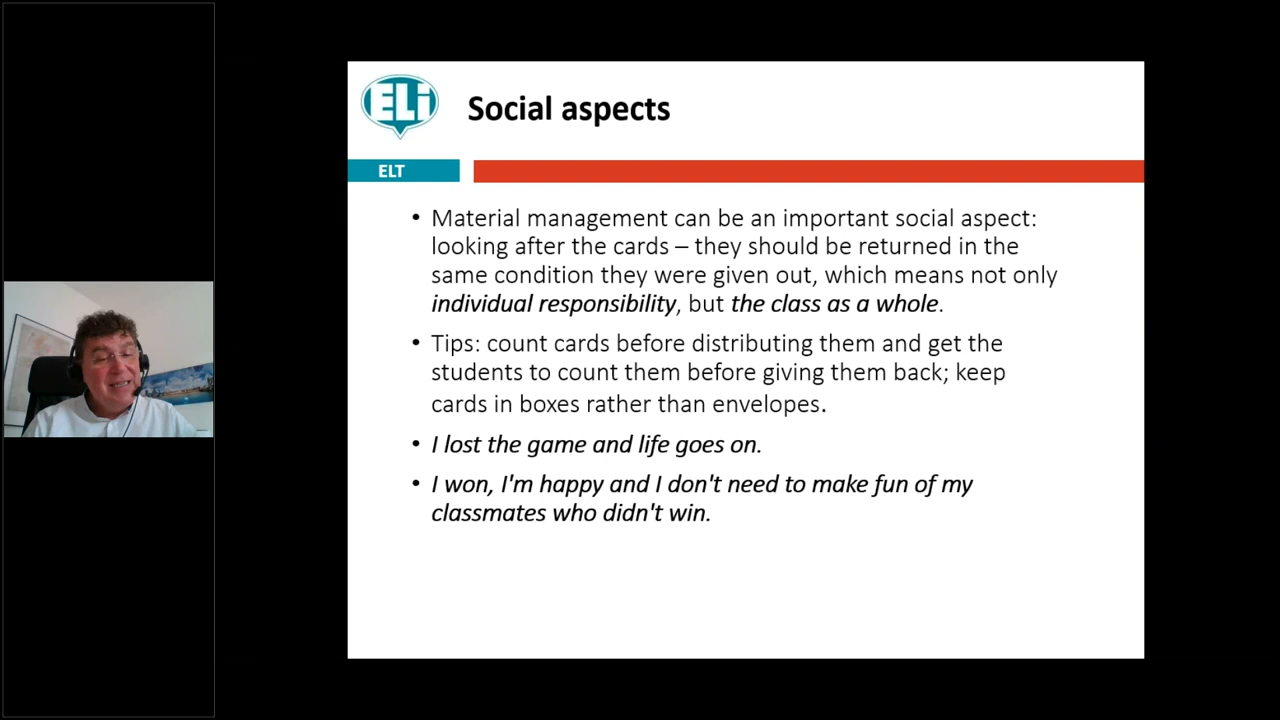 ELi
Social aspects
ELT
• Material management can be an important social aspect:
looking after the cards – they should be returned in the
same condition they were given out, which means not only
individual responsibility, but the class as a whole.
• Tips: count cards before distributing them and get the
students to count them before giving them back; keep
cards in boxes rather than envelopes.
• I lost the game and life goes on.
• I won, I'm happy and I don't need to make fun of my
classmates who didn't win.